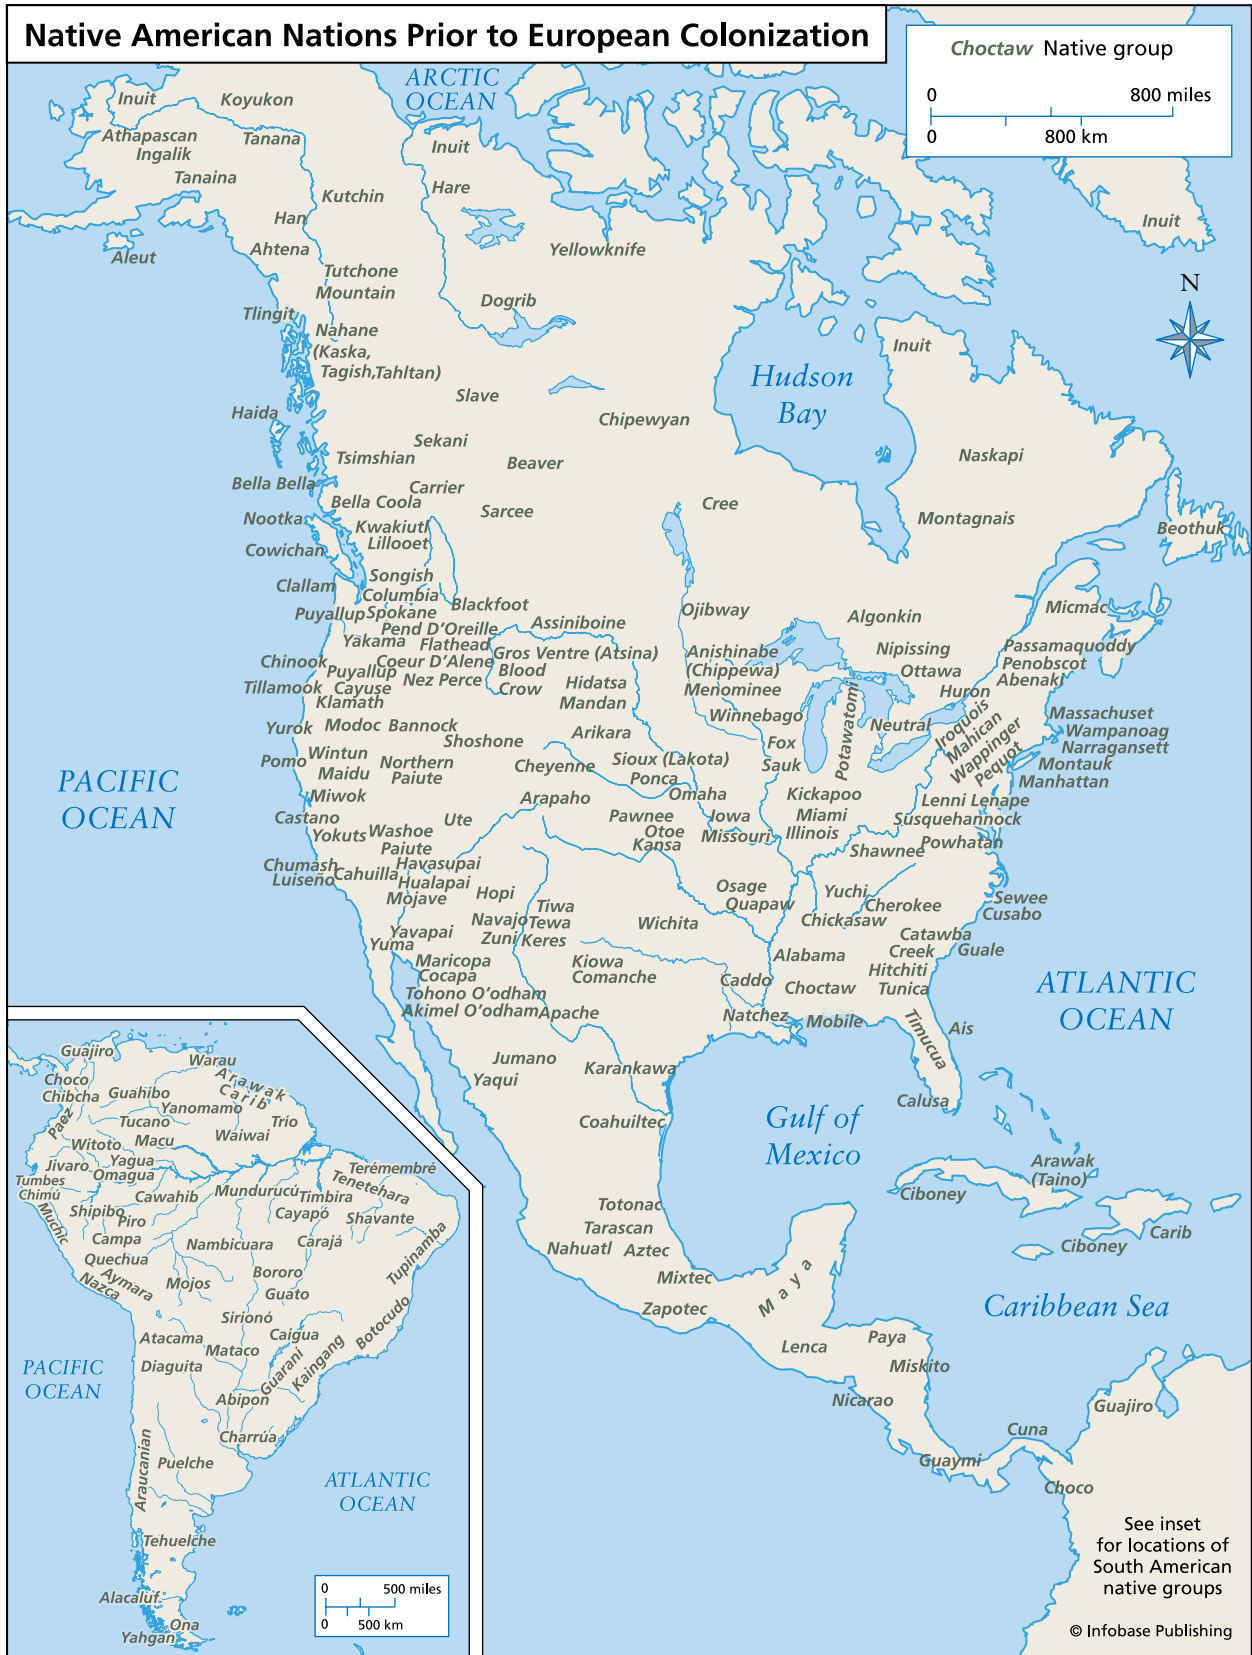 Native American Nations Prior to European Colonization
Choctaw Native group
0 800 miles
0 800 km
ARCTIC
OCEAN
Inuit
Koyukon
Athapascan
Ingalik
Tanana
Tanaina
Inuit
Hare
Kutchin
Han
Inuit
Aleut
Ahtena
Yellowknife
Tutchone
Mountain
N
Dogrib
Tlingit
Nahane
(Kaska,
Tagish,Tahltan)
Inuit
Hudson
Bay
Slave
Haida
Chipewyan
Sekani
Tsimshian
Beaver
Naskapi
Bella Bella
Carrier
Bella Coola
Sarcee
Cree
Nootka
Kwakiutl
Lillooet
Montagnais
Beothuk
Cowichan
Clallam
Songish
Columbia
Blackfoot
Puyallup
Spokane
Pend D'Oreille
Assiniboine
Ojibway
Algonkin
Micmac
Yakama
Flathead
Gros Ventre (Atsina)
Anishinabe
(Chippewa)
Nipissing
Passamaquoddy
Penobscot
Abenaki
Chinook
Coeur D'Alene
Puyallup
Nez Perce
Blood
Crow
Hidatsa
Mandan
Menominee
Ottawa
Huron
Tillamook
Cayuse
Klamath
Winnebago
Potawatomi
Neutral
Iroquois
Mahican
Wappinger
Pequot
Massachuset
Wampanoag
Narragansett
Montauk
Manhattan
Yurok
Modoc
Bannock
Shoshone
Arikara
Fox
Sauk
Pomo
Wintun
Maidu
Northern
Paiute
Cheyenne
Sioux (Lakota)
Ponca
PACIFIC
OCEAN
Miwok
Arapaho
Omaha
Kickapoo
Lenni Lenape
Susquehannock
Castano
Yokuts
Washoe
Paiute
Ute
Pawnee
Otoe
Kansa
Iowa
Missouri
Miami
Illinois
Shawnee
Powhatan
Chumash
Luiseño
Cahuilla
Havasupai
Hualapai
Mojave
Hopi
Osage
Quapaw
Yuchi
Cherokee
Chickasaw
Sewee
Cusabo
Navajo
Zuni
Tiwa
Tewa
Keres
Wichita
Yavapai
Yuma
Catawba
Creek
Guale
Alabama
Maricopa
Cocapa
Kiowa
Comanche
Caddo
Choctaw
Hitchiti
Tunica
ATLANTIC
OCEAN
Tohono O'odham
Akimel O'odham
Apache
Natchez
Mobile
Timucua
Ais
Jumano
Yaqui
Karankawa
Calusa
Coahuiltec
Gulf of
Mexico
Arawak
(Taino)
Ciboney
Totonac
Tarascan
Nahuatl
Aztec
Ciboney
Carib
Mixtec
Zapotec
Maya
Caribbean Sea
Lenca
Paya
Miskito
Nicarao
Guajiro
Cuna
Guaymi
Choco
See inset
for locations of
South American
native groups
© Infobase Publishing
Guajiro
Warau
Arawak
Carib
Choco
Chibcha
Guahibo
Yanomamo
Paez
Tucano
Trio
Witoto
Macu
Waiwai
Jivaro
Yagua
Omagua
Terémembré
Tenetehara
Tumbes
Chimú
Cawahib
Mundurucú
Timbira
Muchic
Shipibo
Piro
Cayapó
Shavante
Campa
Nambicuara
Carajá
Tupinamba
Quechua
Aymara
Nazca
Mojos
Bororo
Guato
Sirionó
Botocudo
Atacama
Mataco
Caigua
PACIFIC
OCEAN
Diaguita
Guarani
Kaingang
Abipon
Charrúa
Araucanian
Puelche
ATLANTIC
OCEAN
Tehuelche
Alacaluf
Ona
Yahgan
0 500 miles
0 500 km